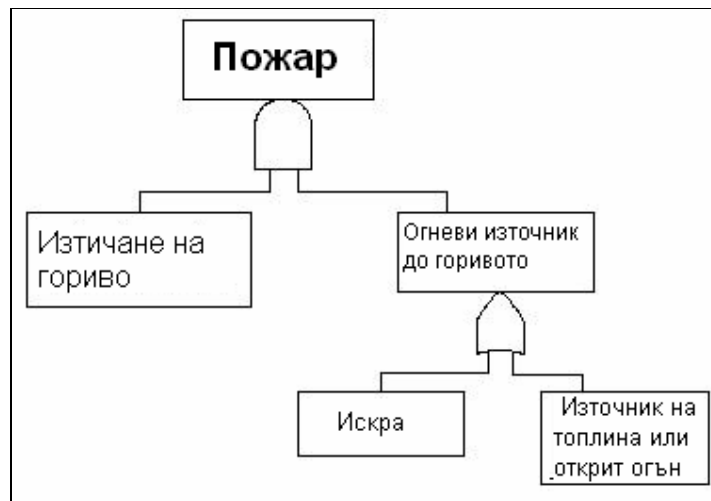 Пожар
Изтичане на
гориво
Огневи източник
до горивото
Искра
Източник на
топлина или
открит огън